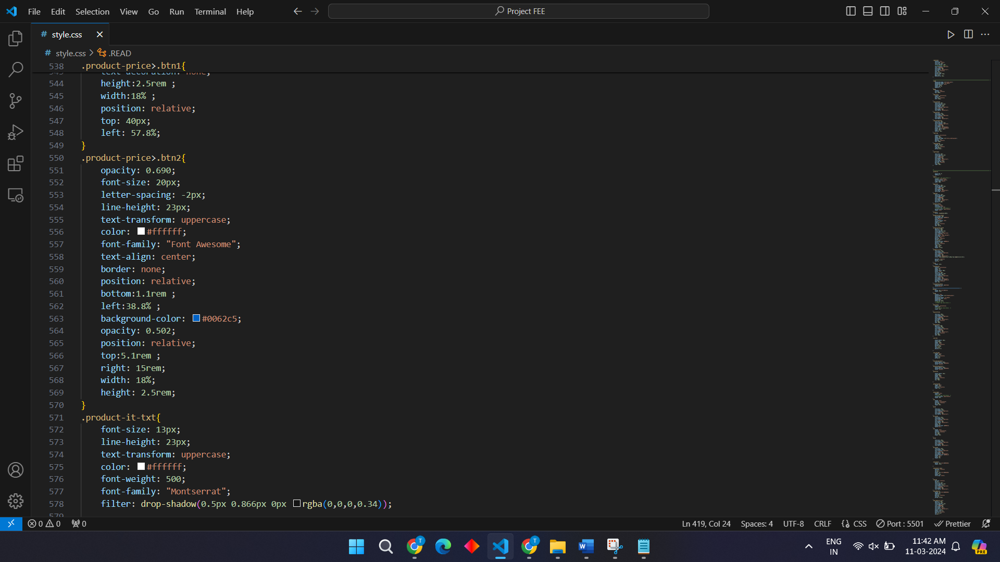 File Edit Selection View Go Run Terminal Help
Project FEE
# style.css
# style.css > .READ
538 .product-price>.btn1{
543 text-decoration: none;
544 height:2.5rem ;
545 width:18% ;
546 position: relative;
547 top: 40px;
548 left: 57.8%;
549 }
550 .product-price>.btn2{
551 opacity: 0.690;
552 font-size: 20px;
553 letter-spacing: -2px;
554 line-height: 23px;
555 text-transform: uppercase;
556 color: #ffffff;
557 font-family: "Font Awesome";
558 text-align: center;
559 border: none;
560 position: relative;
561 bottom:1.1rem ;
562 left:38.8% ;
563 background-color: #0062c5;
564 opacity: 0.502;
565 position: relative;
566 top:5.1rem ;
567 right: 15rem;
568 width: 18%;
569 height: 2.5rem;
570 }
571 .product-it-txt{
572 font-size: 13px;
573 line-height: 23px;
574 text-transform: uppercase;
575 color: #ffffff;
576 font-weight: 500;
577 font-family: "Montserrat";
578 filter: drop-shadow(0.5px 0.866px 0px rgba(0,0,0,0.34));
579
0 0 0 Ln 419, Col 24 Spaces: 4 UTF-8 CRLF {} CSS Port : 5501 Prettier
T W T PRE
ENG
IN
11:42 AM
11-03-2024